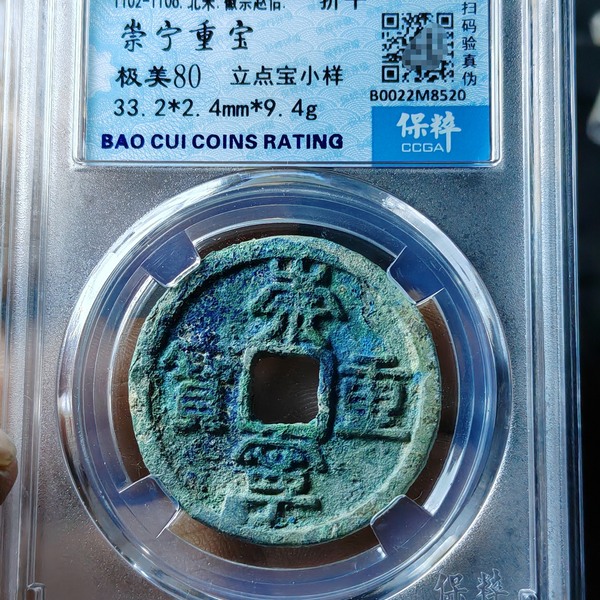 1102-1106.北宋.徽宗赵佶. 折十
崇宁重宝
极美80 立点宝小样
33.2*2.4mm*9.4g
BAO CUI COINS RATING
扫码验真伪
B0022M8520
保粹
CCGA
崇
寶 重
寧
保粹